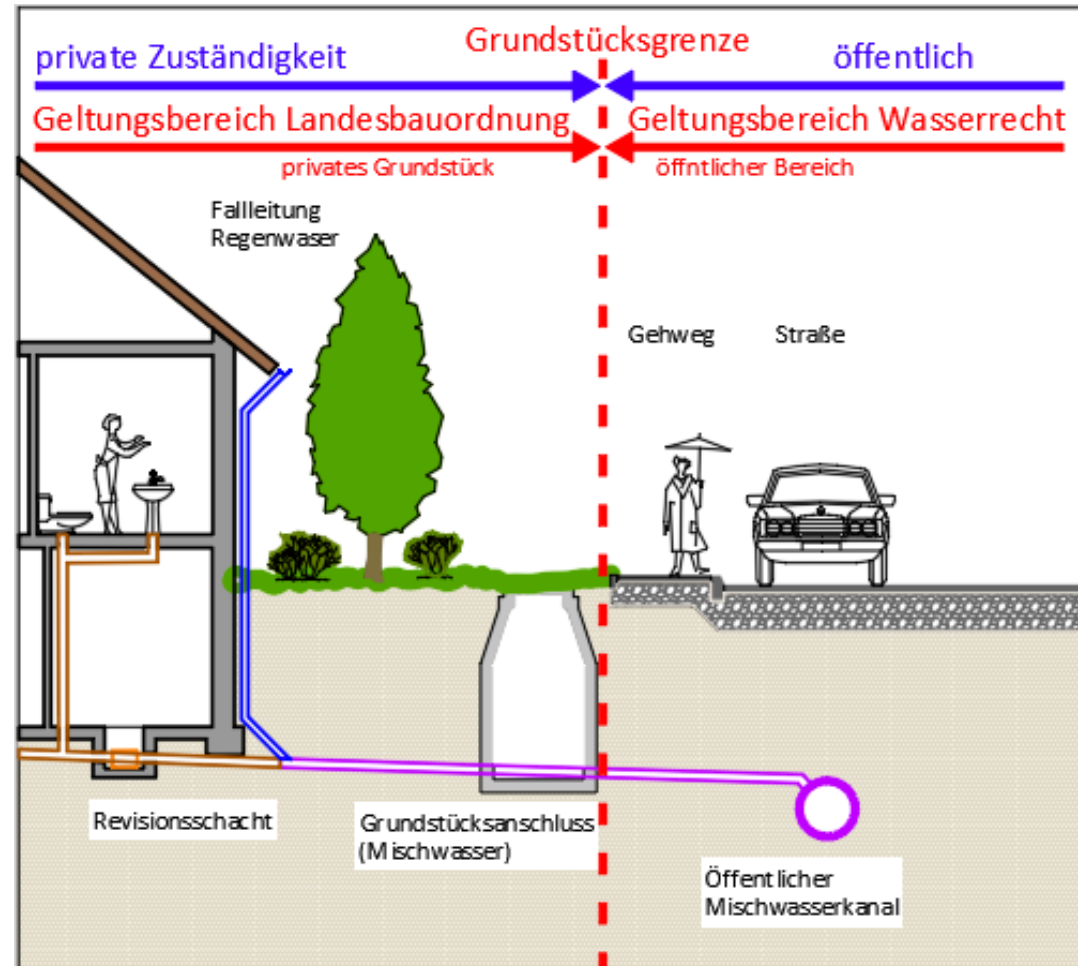 Grundstücksgrenze
private Zuständigkeit
öffentlich
Geltungsbereich Landesbauordnung
Geltungsbereich Wasserrecht
privates Grundstück
öffntlicher Bereich
Fallleitung
Regenwaser
Gehweg
Straße
Revisionsschacht
Grundstücksanschluss
(Mischwasser)
Öffentlicher
Mischwasserkanal